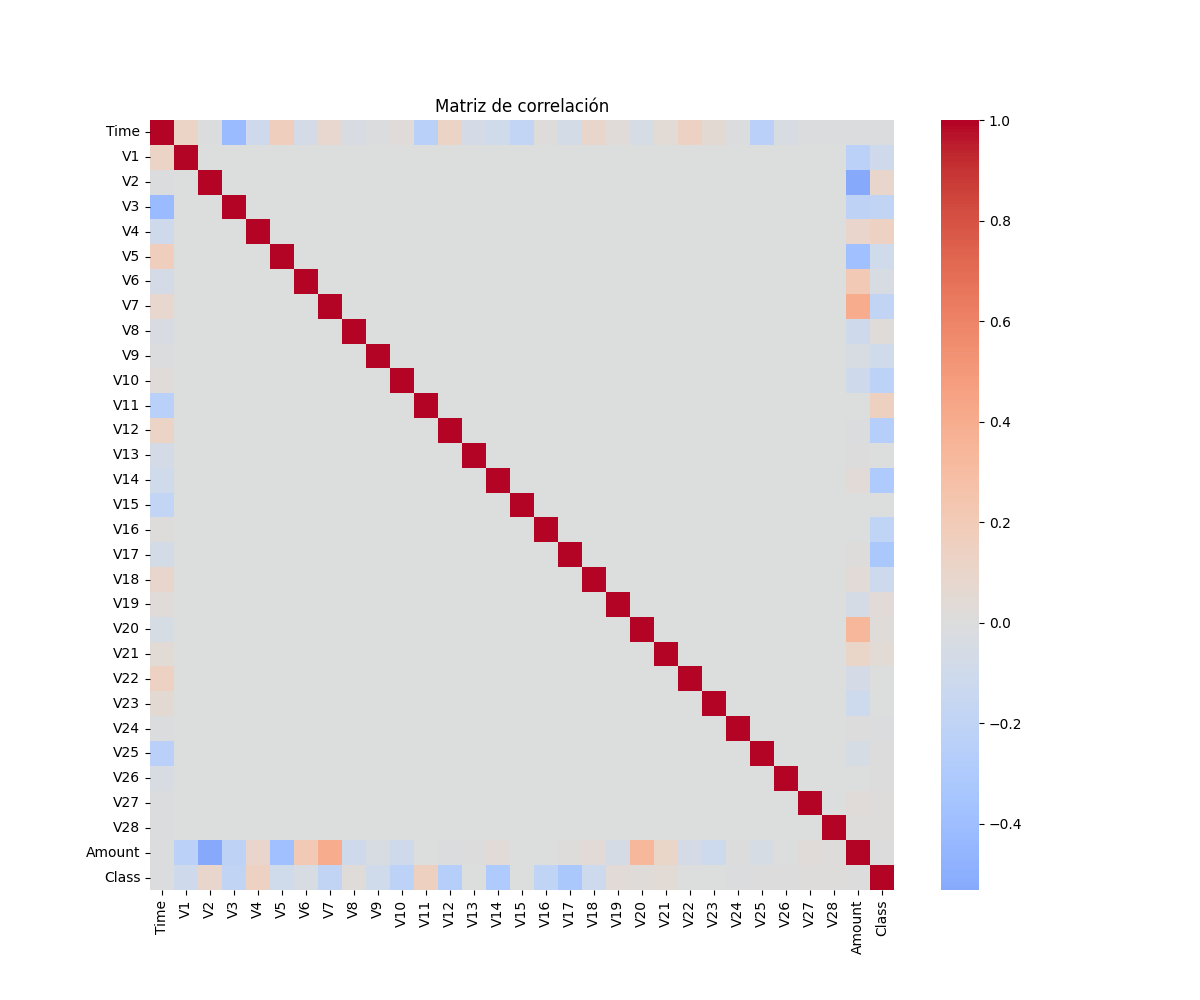 Matriz de correlación
Time
V1
V2
V3
V4
V5
V6
V7
V8
V9
V10
V11
V12
V13
V14
V15
V16
V17
V18
V19
V20
V21
V22
V23
V24
V25
V26
V27
V28
Amount
Class
Time
V1
V2
V3
V4
V5
V6
V7
V8
V9
V10
V11
V12
V13
V14
V15
V16
V17
V18
V19
V20
V21
V22
V23
V24
V25
V26
V27
V28
Amount
Class
1.0
0.8
0.6
0.4
0.2
0.0
−0.2
−0.4